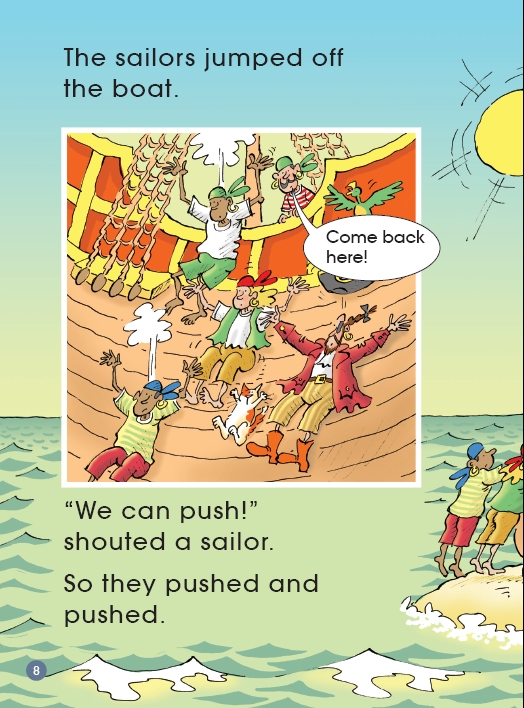 The sailors jumped off
the boat.
Come back
here!
“We can push!”
shouted a sailor.
So they pushed and
pushed.
8